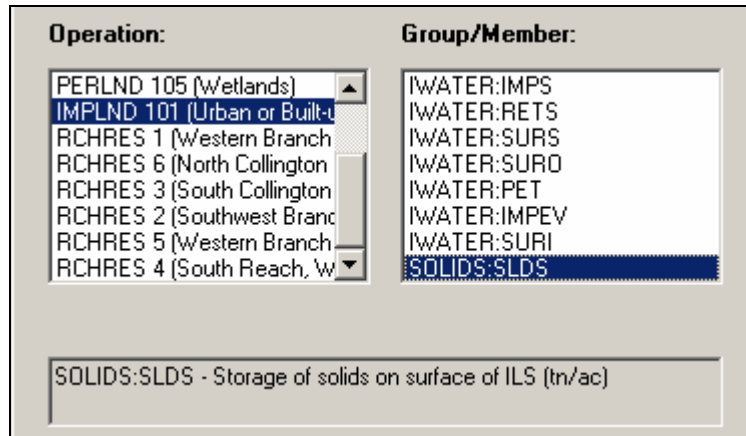 Operation:
Group/Member:
PERLND 105 (Wetlands)
IMPLND 101 (Urban or Built-u
RCHRES 1 (Western Branch
RCHRES 6 (North Collington
RCHRES 3 (South Collington
RCHRES 2 (Southwest Branc
RCHRES 5 (Western Branch
RCHRES 4 (South Reach, W
IWATER:IMPS
IWATER:RETS
IWATER:SURS
IWATER:SURO
IWATER:PET
IWATER:IMPEV
IWATER:SURI
SOLIDS:SLDS
SOLIDS:SLDS - Storage of solids on surface of ILS (tn/ac)